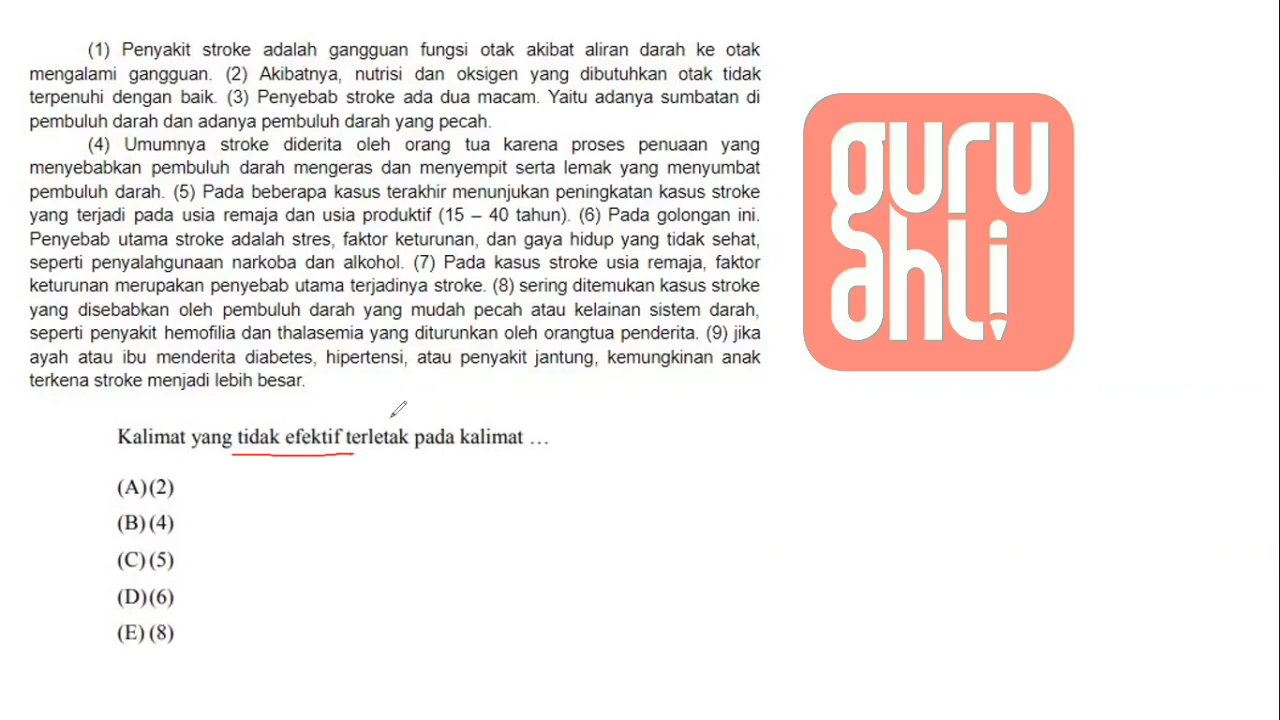 (1) Penyakit stroke adalah gangguan fungsi otak akibat aliran darah ke otak
mengalami gangguan. (2) Akibatnya, nutrisi dan oksigen yang dibutuhkan otak tidak
terpenuhi dengan baik. (3) Penyebab stroke ada dua macam. Yaitu adanya sumbatan di
pembuluh darah dan adanya pembuluh darah yang pecah.
(4) Umumnya stroke diderita oleh orang tua karena proses penuaan yang
menyebabkan pembuluh darah mengeras dan menyempit serta lemak yang menyumbat
pembuluh darah. (5) Pada beberapa kasus terakhir menunjukan peningkatan kasus stroke
yang terjadi pada usia remaja dan usia produktif (15 – 40 tahun). (6) Pada golongan ini.
Penyebab utama stroke adalah stres, faktor keturunan, dan gaya hidup yang tidak sehat,
seperti penyalahgunaan narkoba dan alkohol. (7) Pada kasus stroke usia remaja, faktor
keturunan merupakan penyebab utama terjadinya stroke. (8) sering ditemukan kasus stroke
yang disebabkan oleh pembuluh darah yang mudah pecah atau kelainan sistem darah,
seperti penyakit hemofilia dan thalasemia yang diturunkan oleh orangtua penderita. (9) jika
ayah atau ibu menderita diabetes, hipertensi, atau penyakit jantung, kemungkinan anak
terkena stroke menjadi lebih besar.
guru
ahli
Kalimat yang tidak efektif terletak pada kalimat …
(A) (2)
(B) (4)
(C) (5)
(D) (6)
(E) (8)